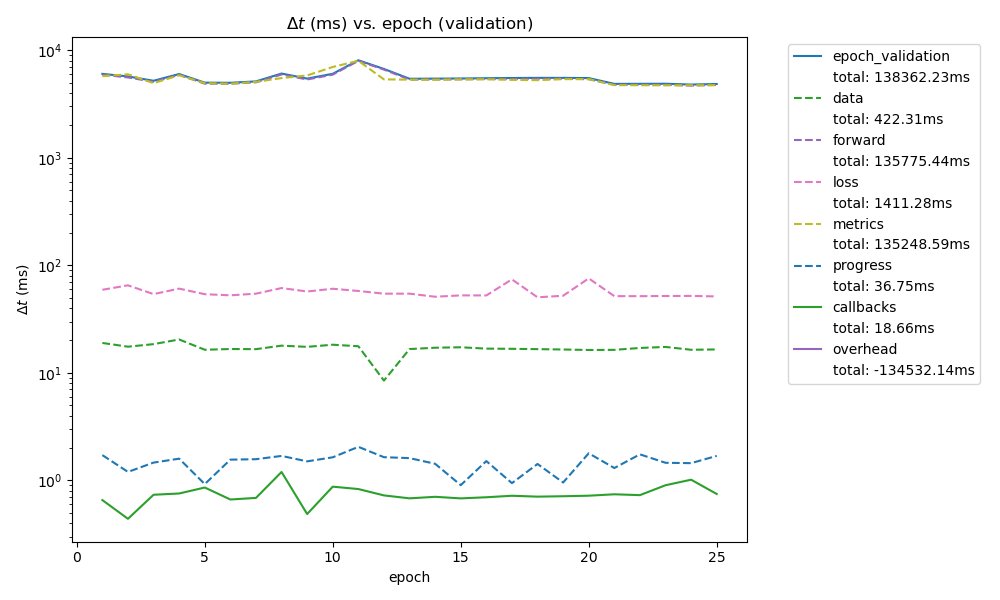 Δt (ms) vs. epoch (validation)
Δt (ms)
10⁴
10³
10²
10¹
10⁰
0 5 10 15 20 25
epoch
epoch_validation
total: 138362.23ms
data
total: 422.31ms
forward
total: 135775.44ms
loss
total: 1411.28ms
metrics
total: 135248.59ms
progress
total: 36.75ms
callbacks
total: 18.66ms
overhead
total: -134532.14ms